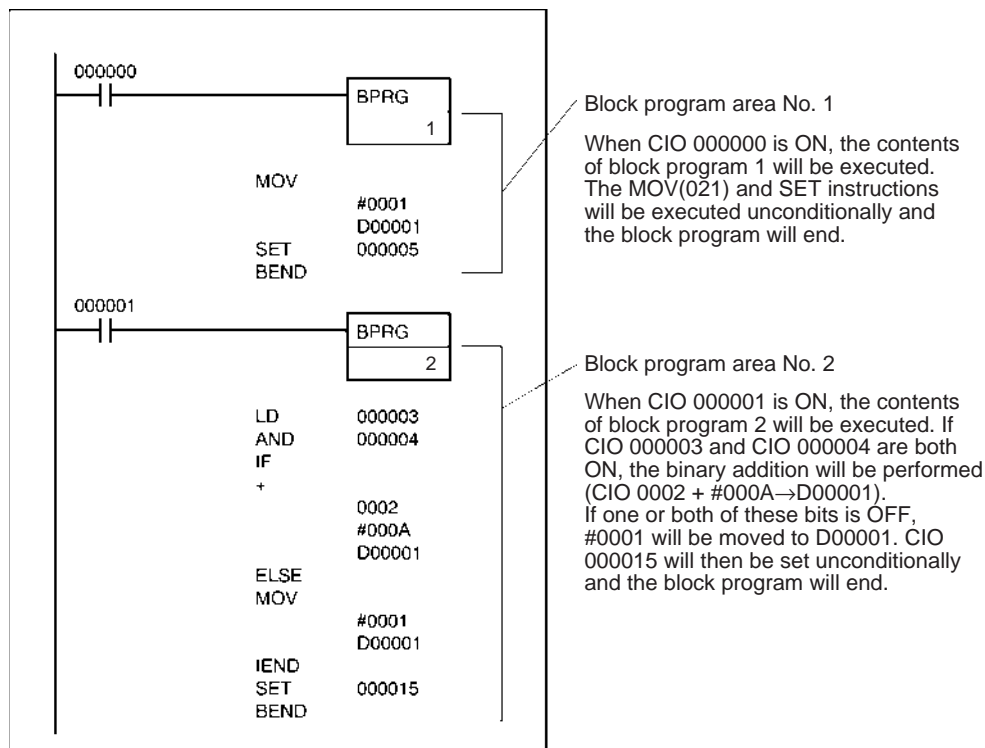 000000
BPRG
1
MOV
#0001
D00001
SET 000005
BEND
Block program area No. 1
When CIO 000000 is ON, the contents
of block program 1 will be executed.
The MOV(021) and SET instructions
will be executed unconditionally and
the block program will end.
000001
BPRG
2
LD 000003
AND 000004
IF
+
0002
#000A
D00001
ELSE
MOV
#0001
D00001
IEND
SET 000015
BEND
Block program area No. 2
When CIO 000001 is ON, the contents
of block program 2 will be executed. If
CIO 000003 and CIO 000004 are both
ON, the binary addition will be performed
(CIO 0002 + #000A→D00001).
If one or both of these bits is OFF,
#0001 will be moved to D00001. CIO
000015 will then be set unconditionally
and the block program will end.